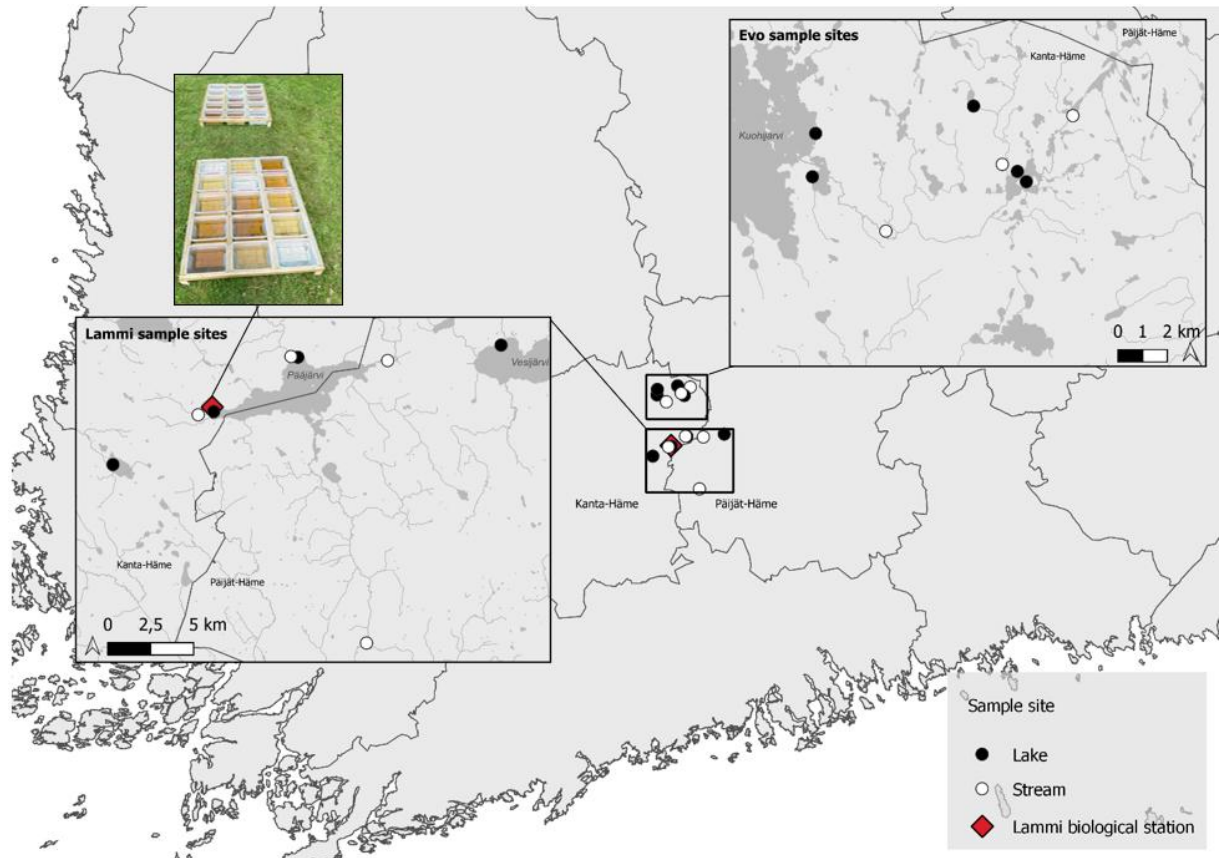 Evo sample sites
Päijät-Häme
Kanta-Häme
Kuohijärvi
0 1 2 km
Lammi sample sites
Pääjärvi
Vesijärvi
Kanta-Häme
Päijät-Häme
0 2,5 5 km
Kanta-Häme
Päijät-Häme
Sample site
Lake
Stream
Lammi biological station